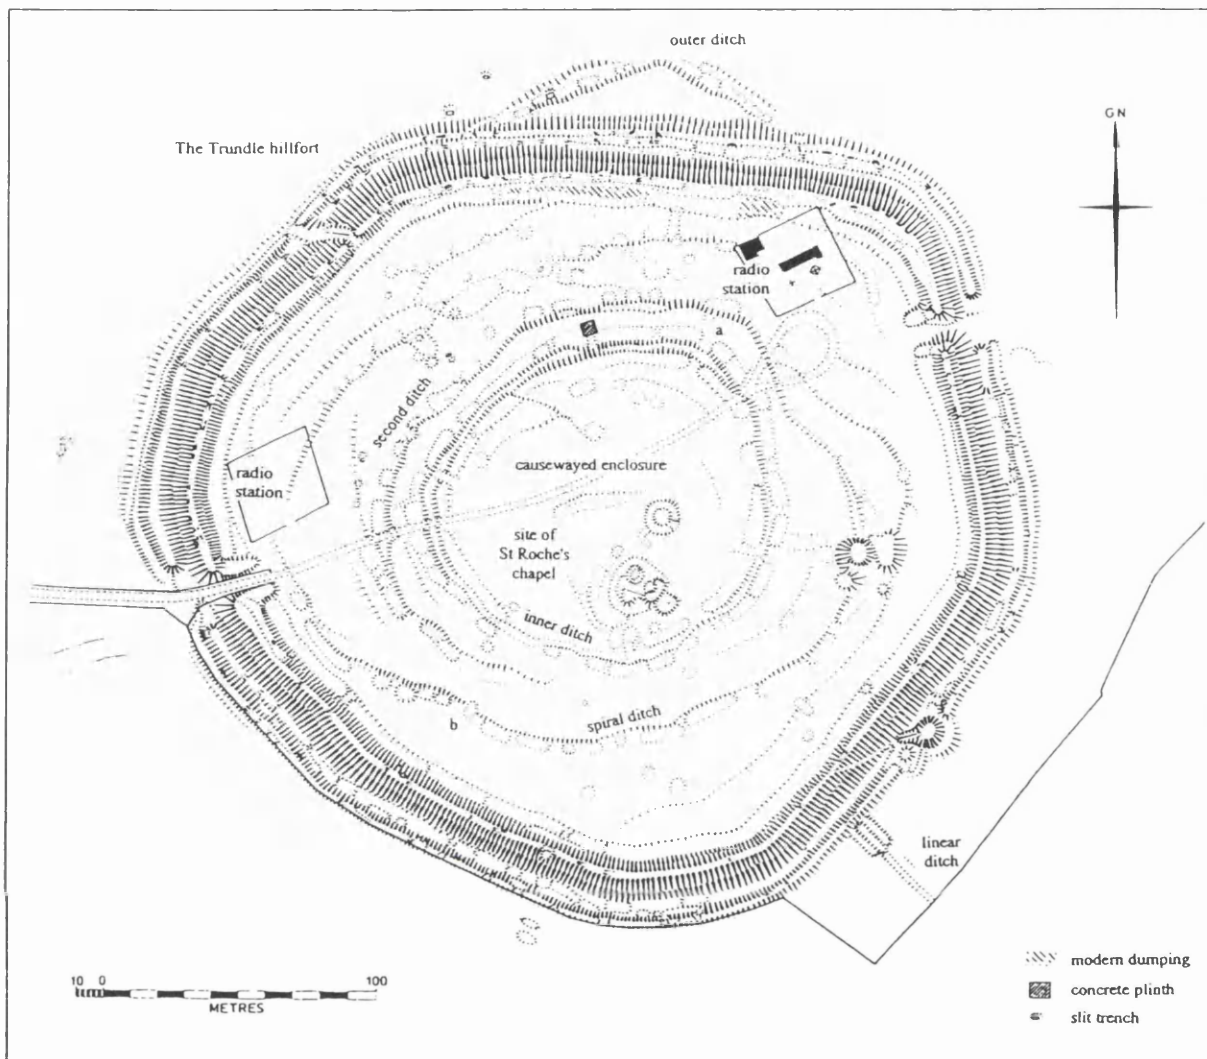 outer ditch
GN
The Trundle hillfort
radio
station
a
second ditch
causewayed enclosure
radio
station
site of
St Roche's
chapel
inner ditch
b
spiral ditch
linear
ditch
10 0 100
METRES
modern dumping
concrete plinth
slit trench